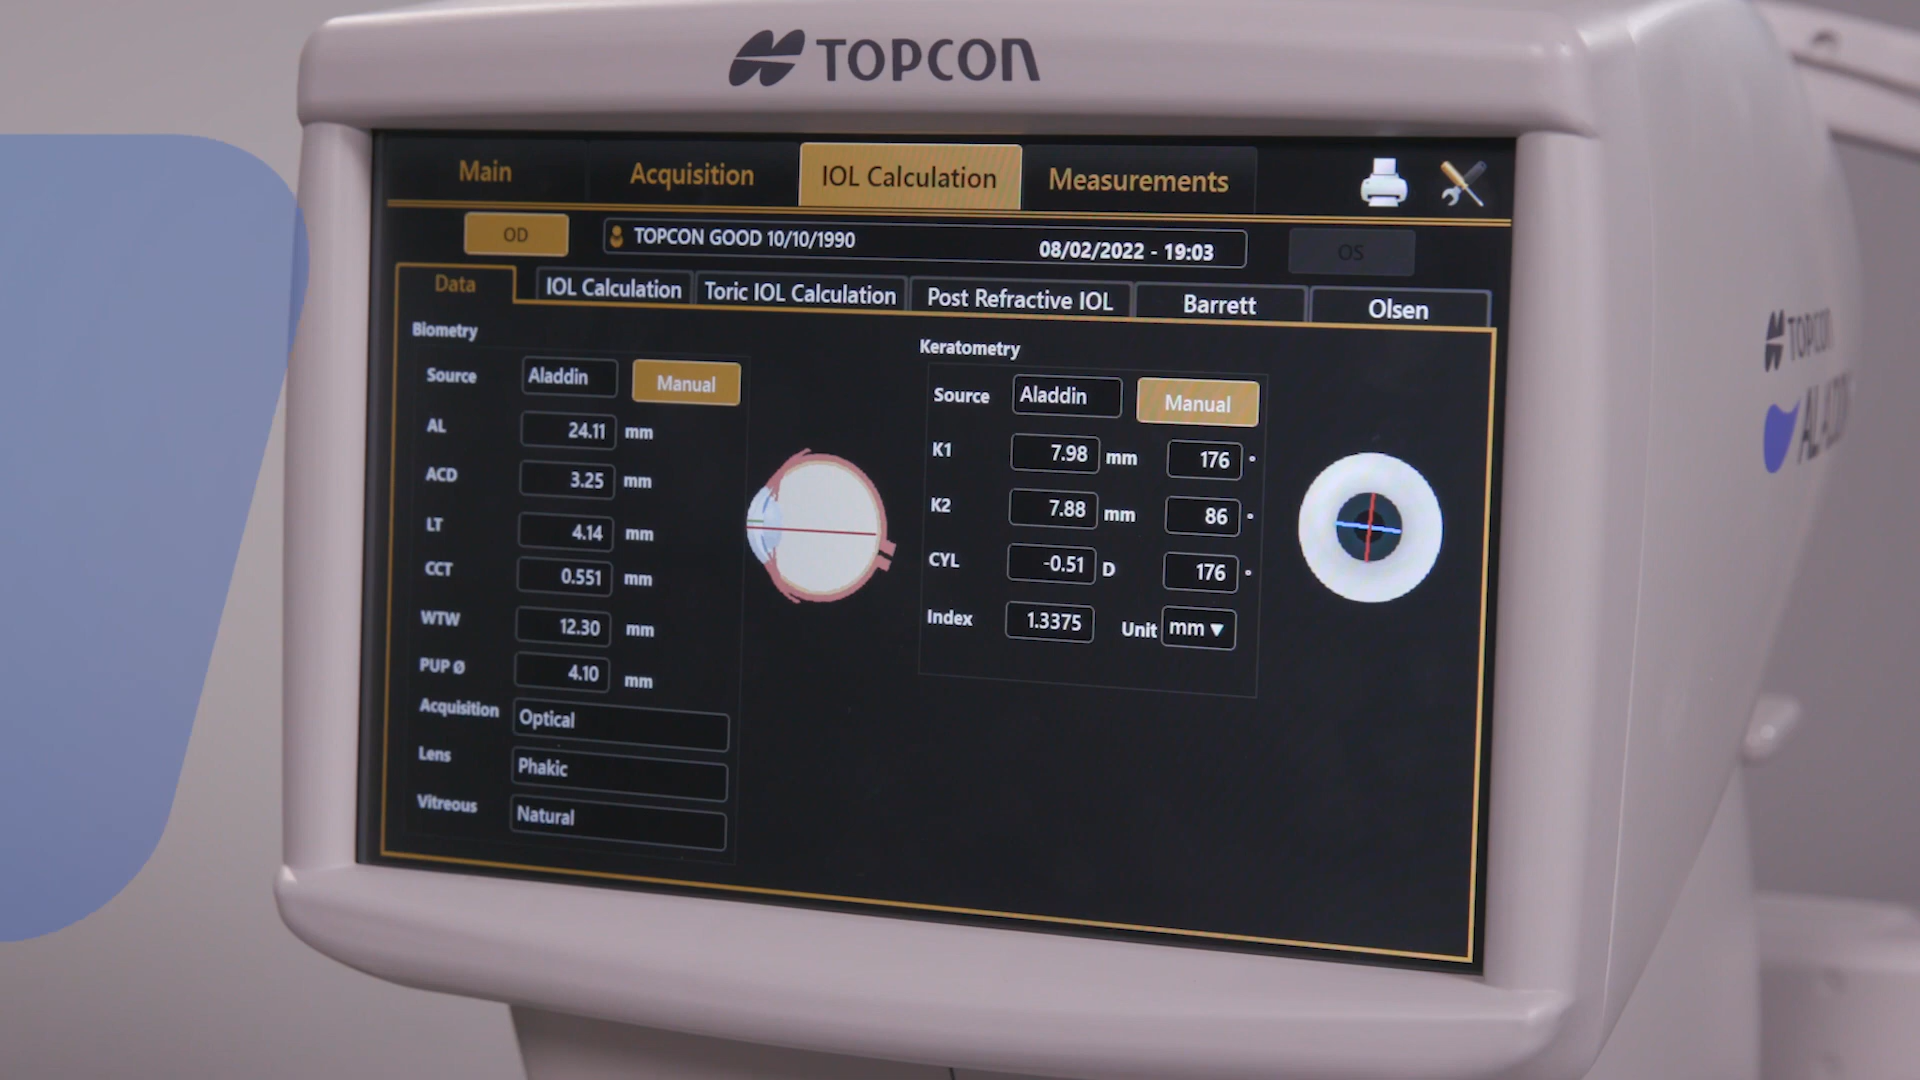 TOPCON
Main Acquisition IOL Calculation Measurements
OD TOPCON GOOD 10/10/1990 08/02/2022 - 19:03 OS
Data IOL Calculation Toric IOL Calculation Post Refractive IOL Barrett Olsen
Biometry
Source Aladdin Manual
AL 24.11 mm
ACD 3.25 mm
LT 4.14 mm
CCT 0.551 mm
WTW 12.30 mm
PUP Ø 4.10 mm
Acquisition Optical
Lens Phakic
Vitreous Natural
Keratometry
Source Aladdin Manual
K1 7.98 mm 176 °
K2 7.88 mm 86 °
CYL -0.51 D 176 °
Index 1.3375 Unit mm ▼
TOPCON